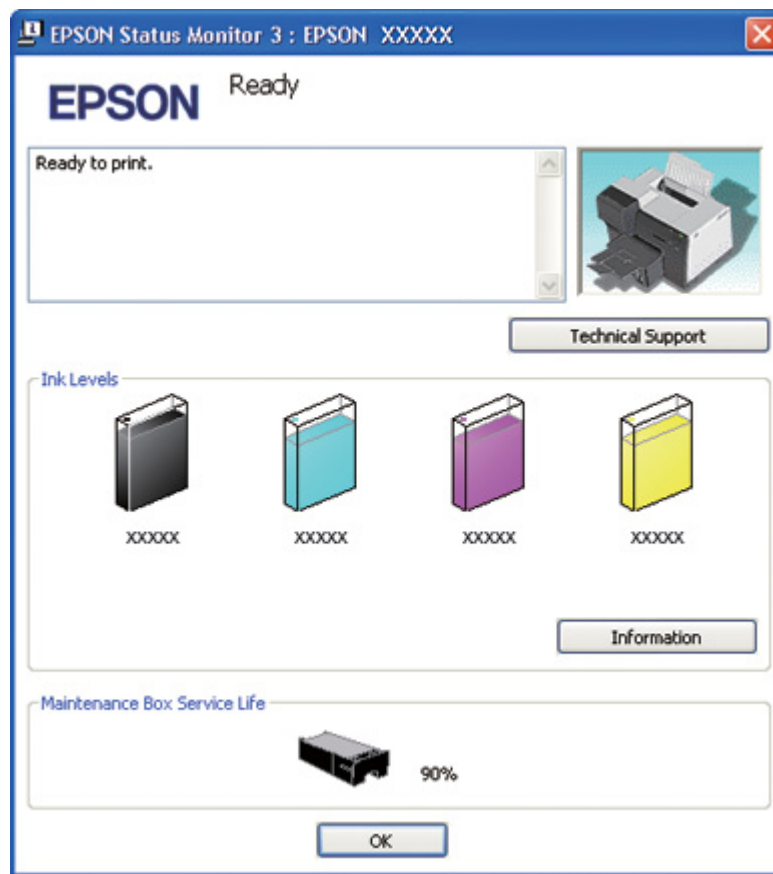 EPSON Status Monitor 3 : EPSON XXXXX
EPSON
Ready
Ready to print.
Technical Support
Ink Levels
XXXXX XXXXX XXXXX XXXXX
Information
Maintenance Box Service Life
90%
OK